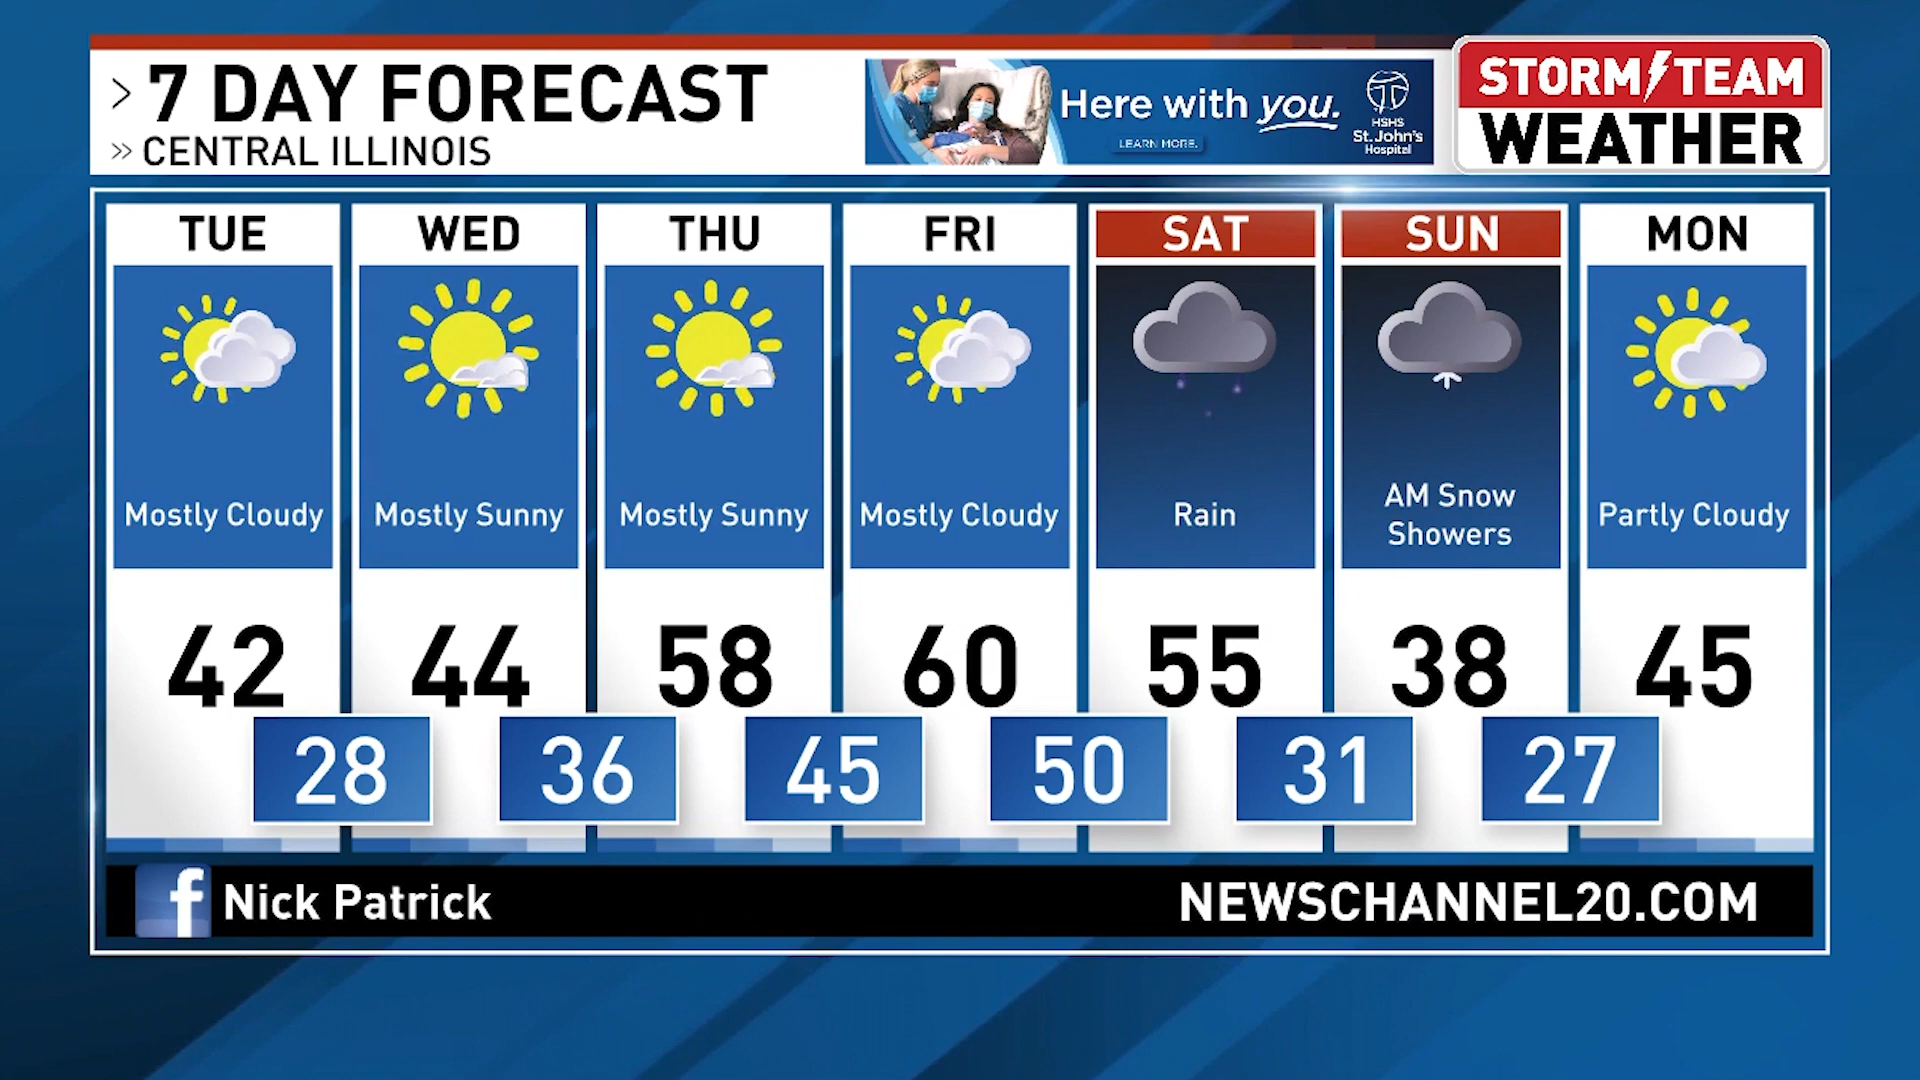 > 7 DAY FORECAST
>> CENTRAL ILLINOIS
Here with you.
LEARN MORE.
HSHS
St. John's
Hospital
STORM TEAM
WEATHER
TUE
WED
THU
FRI
SAT
SUN
MON
Mostly Cloudy
Mostly Sunny
Mostly Sunny
Mostly Cloudy
Rain
AM Snow
Showers
Partly Cloudy
42
44
58
60
55
38
45
28
36
45
50
31
27
f Nick Patrick
NEWSCHANNEL20.COM